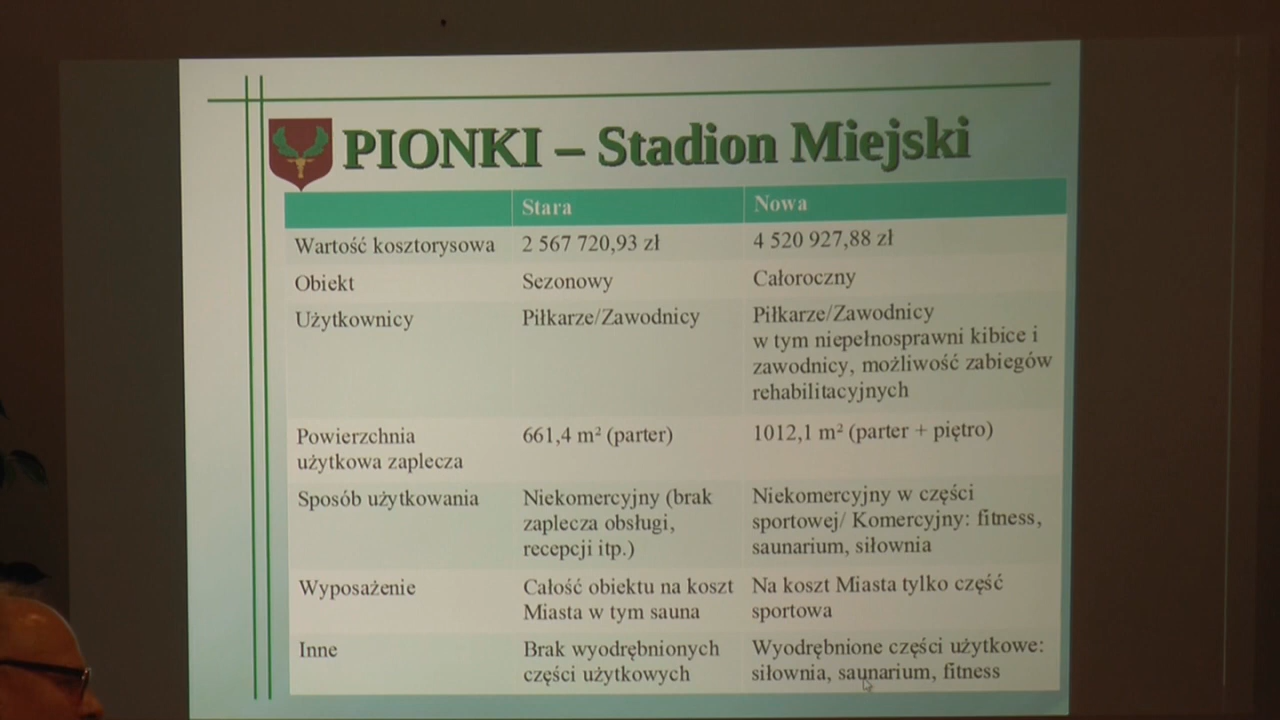 PIONKI – Stadion Miejski
Stara
Nowa
Wartość kosztorysowa
2 567 720,93 zł
4 520 927,88 zł
Obiekt
Sezonowy
Całoroczny
Użytkownicy
Piłkarze/Zawodnicy
Piłkarze/Zawodnicy
w tym niepełnosprawni kibice i
zawodnicy, możliwość zabiegów
rehabilitacyjnych
Powierzchnia
użytkowa zaplecza
661,4 m² (parter)
1012,1 m² (parter + piętro)
Sposób użytkowania
Niekomercyjny (brak
zaplecza obsługi,
recepcji itp.)
Niekomercyjny w części
sportowej/ Komercyjny: fitness,
saunarium, siłownia
Wyposażenie
Całość obiektu na koszt
Miasta w tym sauna
Na koszt Miasta tylko część
sportowa
Inne
Brak wyodrębnionych
części użytkowych
Wyodrębnione części użytkowe:
siłownia, saunarium, fitness